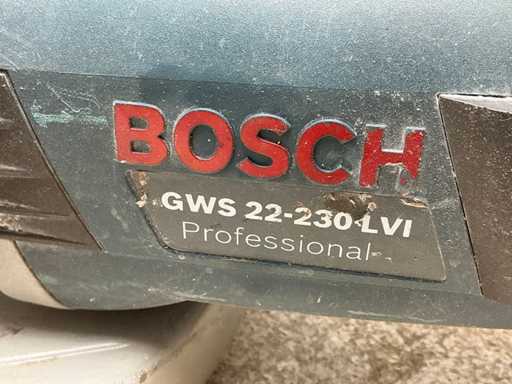 BOSCH
GWS 22-230 LVI
Professional